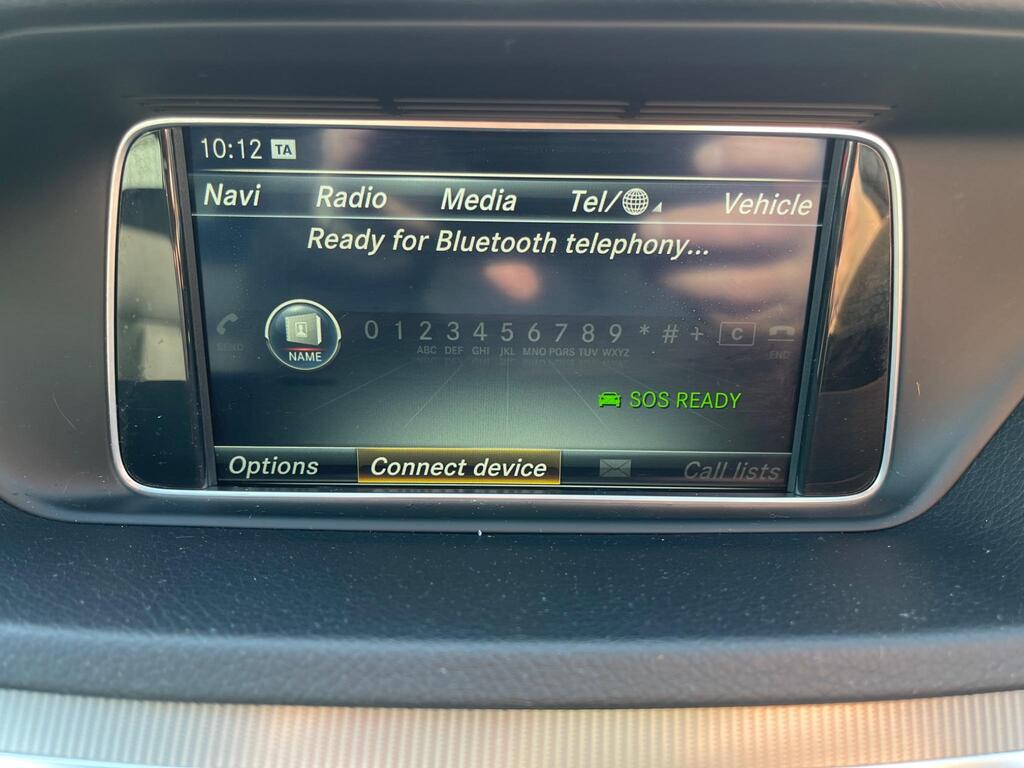 10:12 TA
Navi Radio Media Tel/ Vehicle
Ready for Bluetooth telephony...
SEND NAME 0 1 2 3 4 5 6 7 8 9 * # + C END
ABC DEF GHI JKL MNO PQRS TUV WXYZ
SOS READY
Options Connect device Call lists